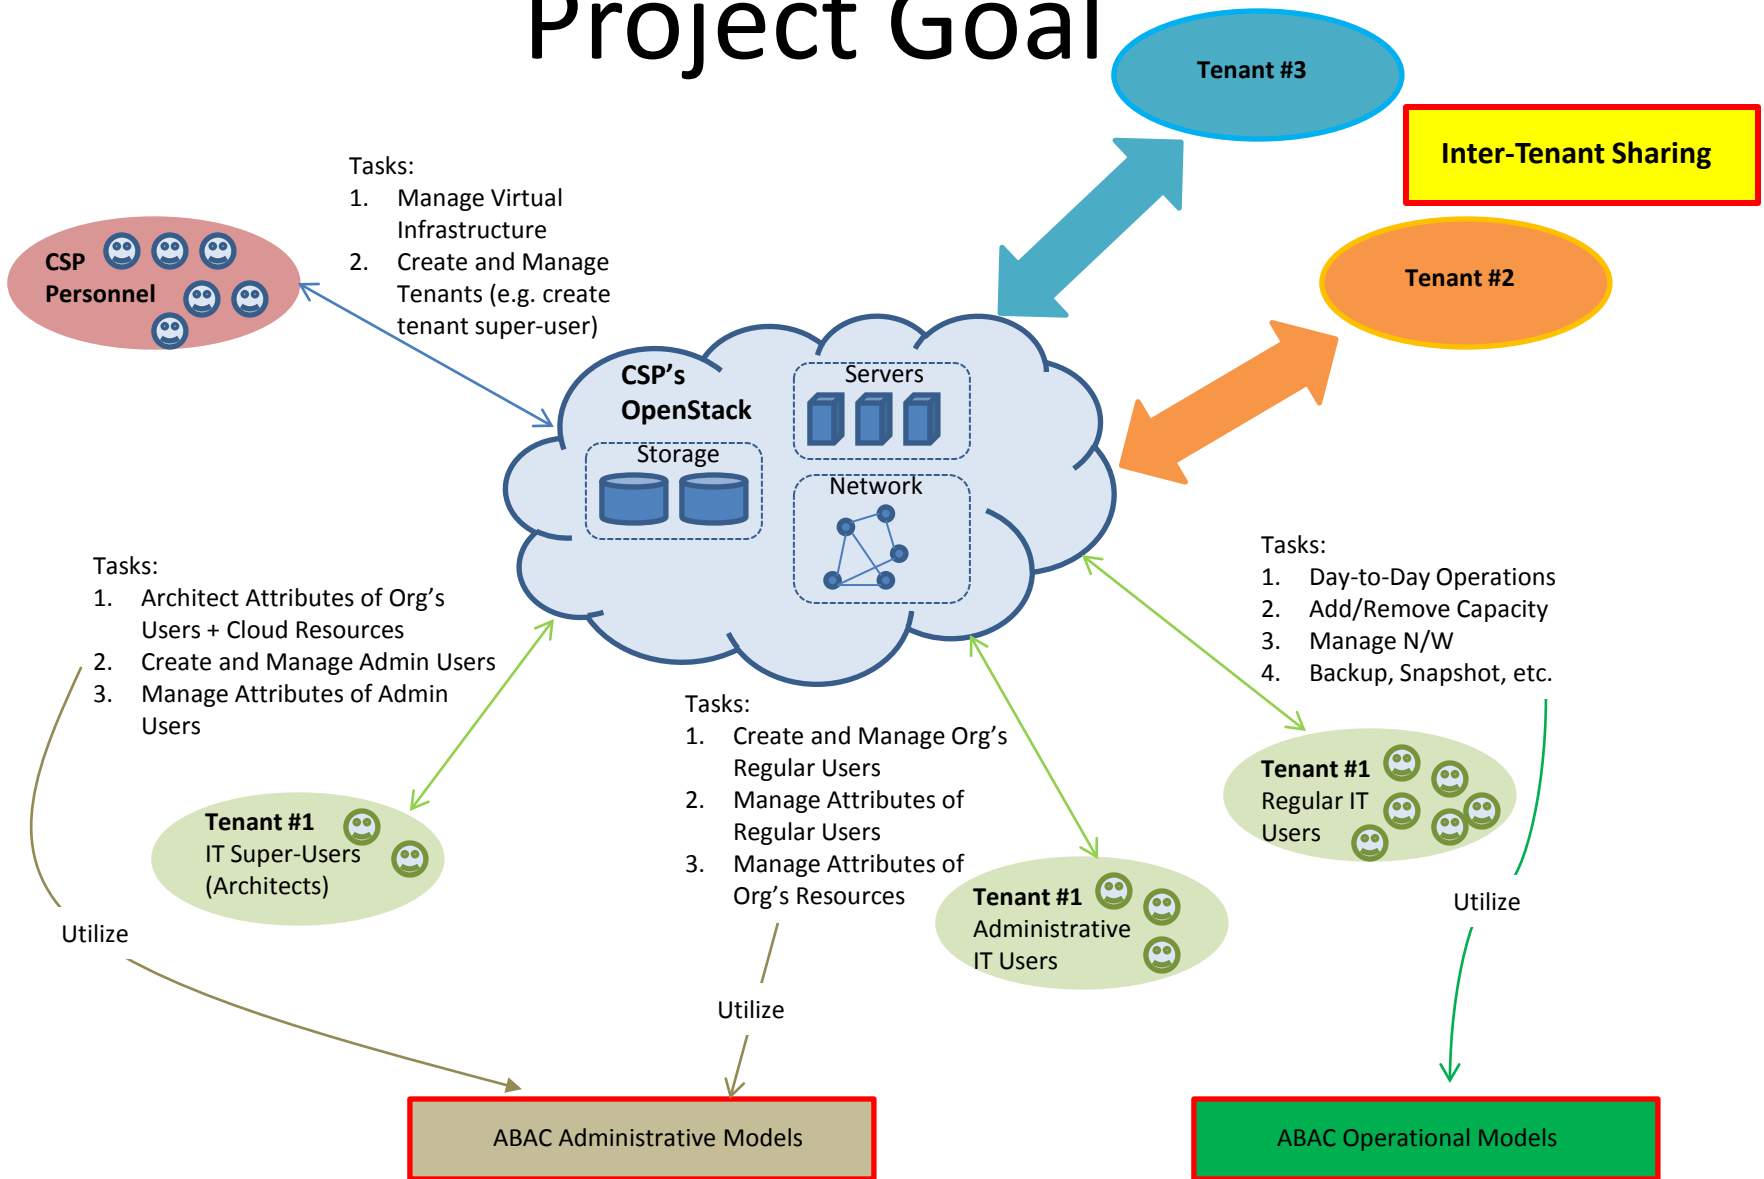 Project Goal
Tenant #3
Inter-Tenant Sharing
Tenant #2
Tasks:
1. Manage Virtual
Infrastructure
2. Create and Manage
Tenants (e.g. create
tenant super-user)
CSP
Personnel
CSP's
OpenStack
Servers
Storage
Network
Tasks:
1. Architect Attributes of Org's
Users + Cloud Resources
2. Create and Manage Admin Users
3. Manage Attributes of Admin
Users
Tasks:
1. Day-to-Day Operations
2. Add/Remove Capacity
3. Manage N/W
4. Backup, Snapshot, etc.
Tasks:
1. Create and Manage Org's
Regular Users
2. Manage Attributes of
Regular Users
3. Manage Attributes of
Org's Resources
Tenant #1
IT Super-Users
(Architects)
Tenant #1
Administrative
IT Users
Tenant #1
Regular IT
Users
Utilize
Utilize
Utilize
ABAC Administrative Models
ABAC Operational Models